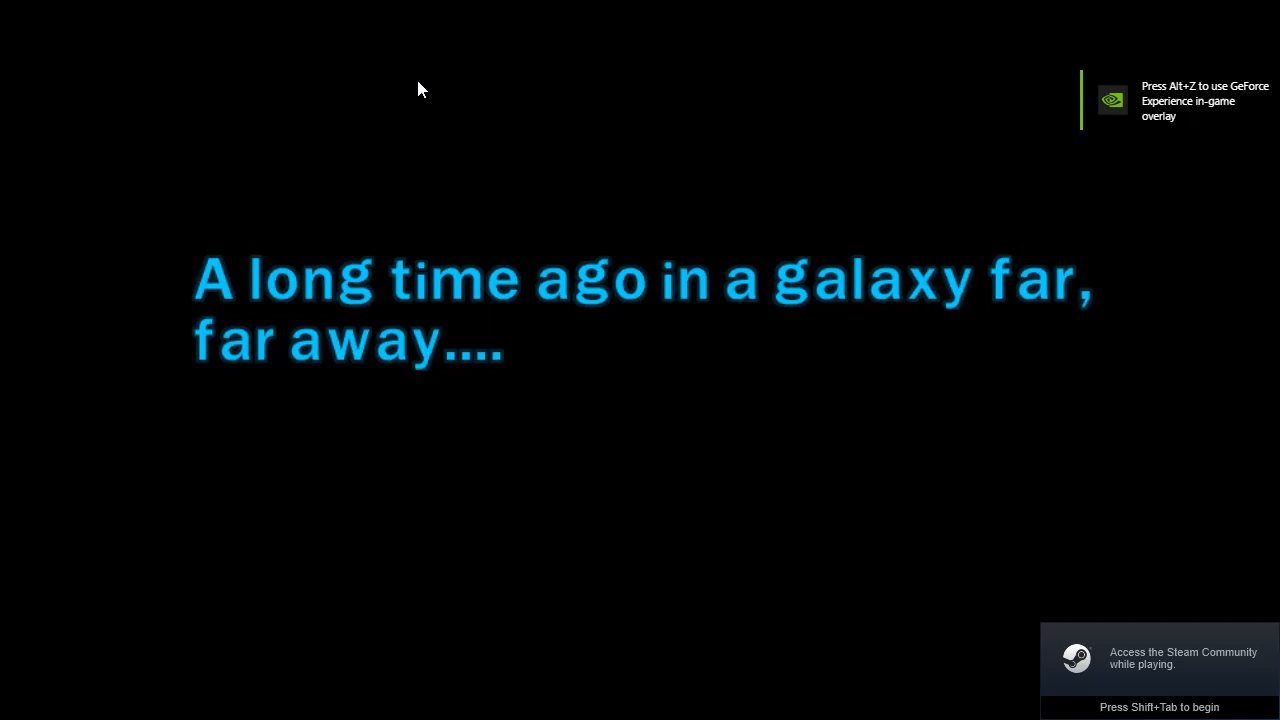 Press Alt+Z to use GeForce
Experience in-game
overlay
A long time ago in a galaxy far,
far away....
Access the Steam Community
while playing.
Press Shift+Tab to begin